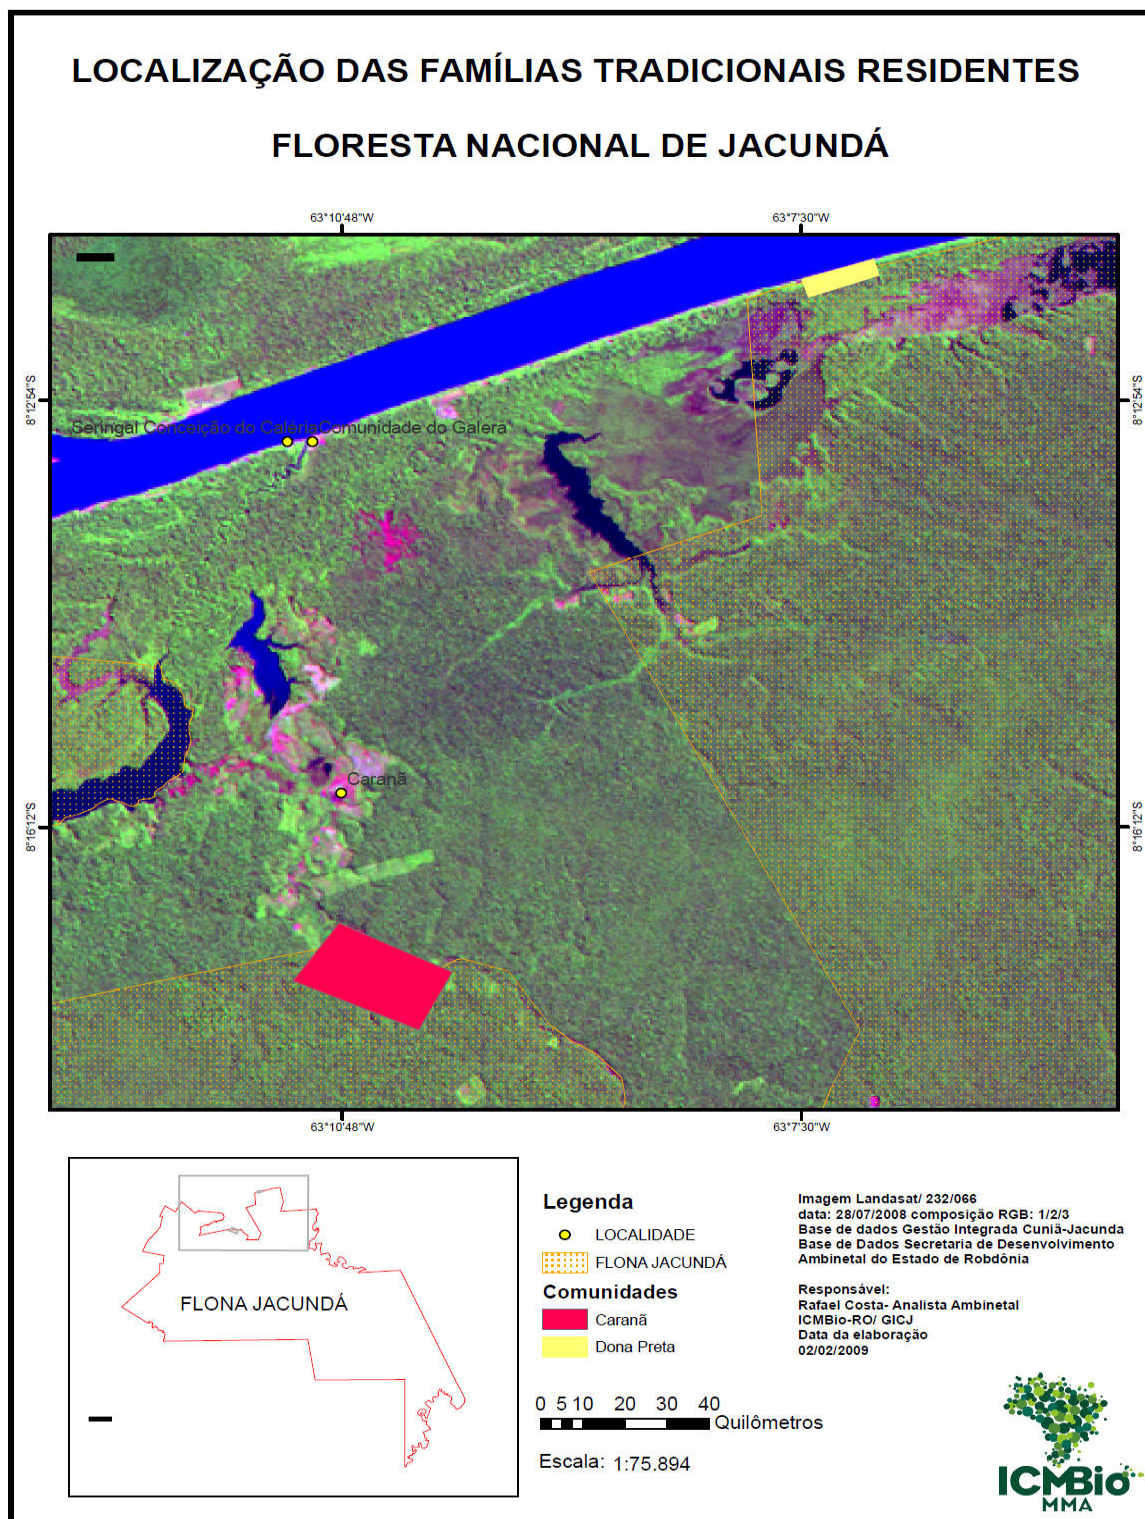 LOCALIZAÇÃO DAS FAMÍLIAS TRADICIONAIS RESIDENTES
FLORESTA NACIONAL DE JACUNDÁ
63°10'48"W
63°7'30"W
8°12'54"S
8°12'54"S
Seringal Conceição do Caléria
Comunidade do Galera
Caranã
8°16'12"S
8°16'12"S
63°10'48"W
63°7'30"W
FLONA JACUNDÁ
Legenda
LOCALIDADE
FLONA JACUNDÁ
Comunidades
Caranã
Dona Preta
0 5 10 20 30 40
Quilômetros
Escala: 1:75.894
Imagem Landasat/ 232/066
data: 28/07/2008 composição RGB: 1/2/3
Base de dados Gestão Integrada Cuniã-Jacunda
Base de Dados Secretaria de Desenvolvimento
Ambinetal do Estado de Robdônia
Responsável:
Rafael Costa- Analista Ambinetal
ICMBio-RO/ GICJ
Data da elaboração
02/02/2009
ICMBio
MMA